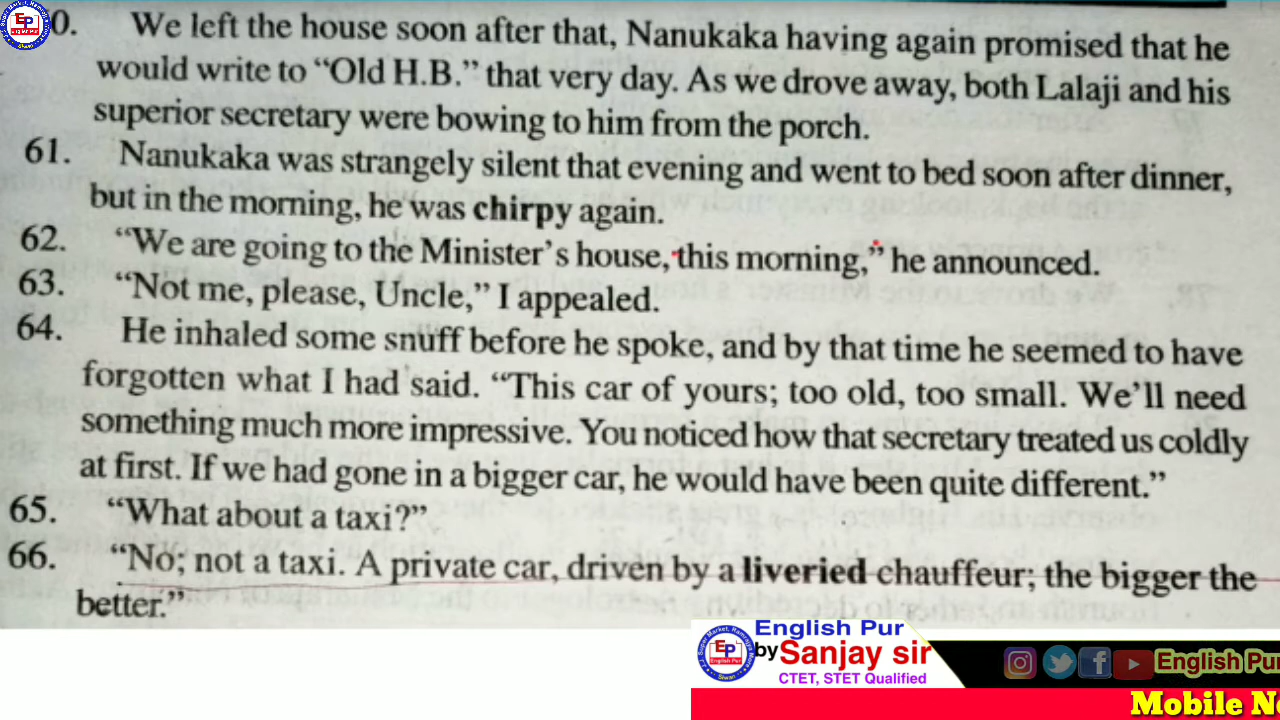 0. We left the house soon after that, Nanukaka having again promised that he
would write to “Old H.B.” that very day. As we drove away, both Lalaji and his
superior secretary were bowing to him from the porch.
61. Nanukaka was strangely silent that evening and went to bed soon after dinner,
but in the morning, he was chirpy again.
62. “We are going to the Minister’s house, this morning,” he announced.
63. “Not me, please, Uncle,” I appealed.
64. He inhaled some snuff before he spoke, and by that time he seemed to have
forgotten what I had said. “This car of yours; too old, too small. We’ll need
something much more impressive. You noticed how that secretary treated us coldly
at first. If we had gone in a bigger car, he would have been quite different.”
65. “What about a taxi?”
66. “No; not a taxi. A private car, driven by a liveried chauffeur; the bigger the
better.”
English Pur
by Sanjay sir
CTET, STET Qualified
EP
English Pur
Siwan
EP
Siwan
English Pur
Mobile N